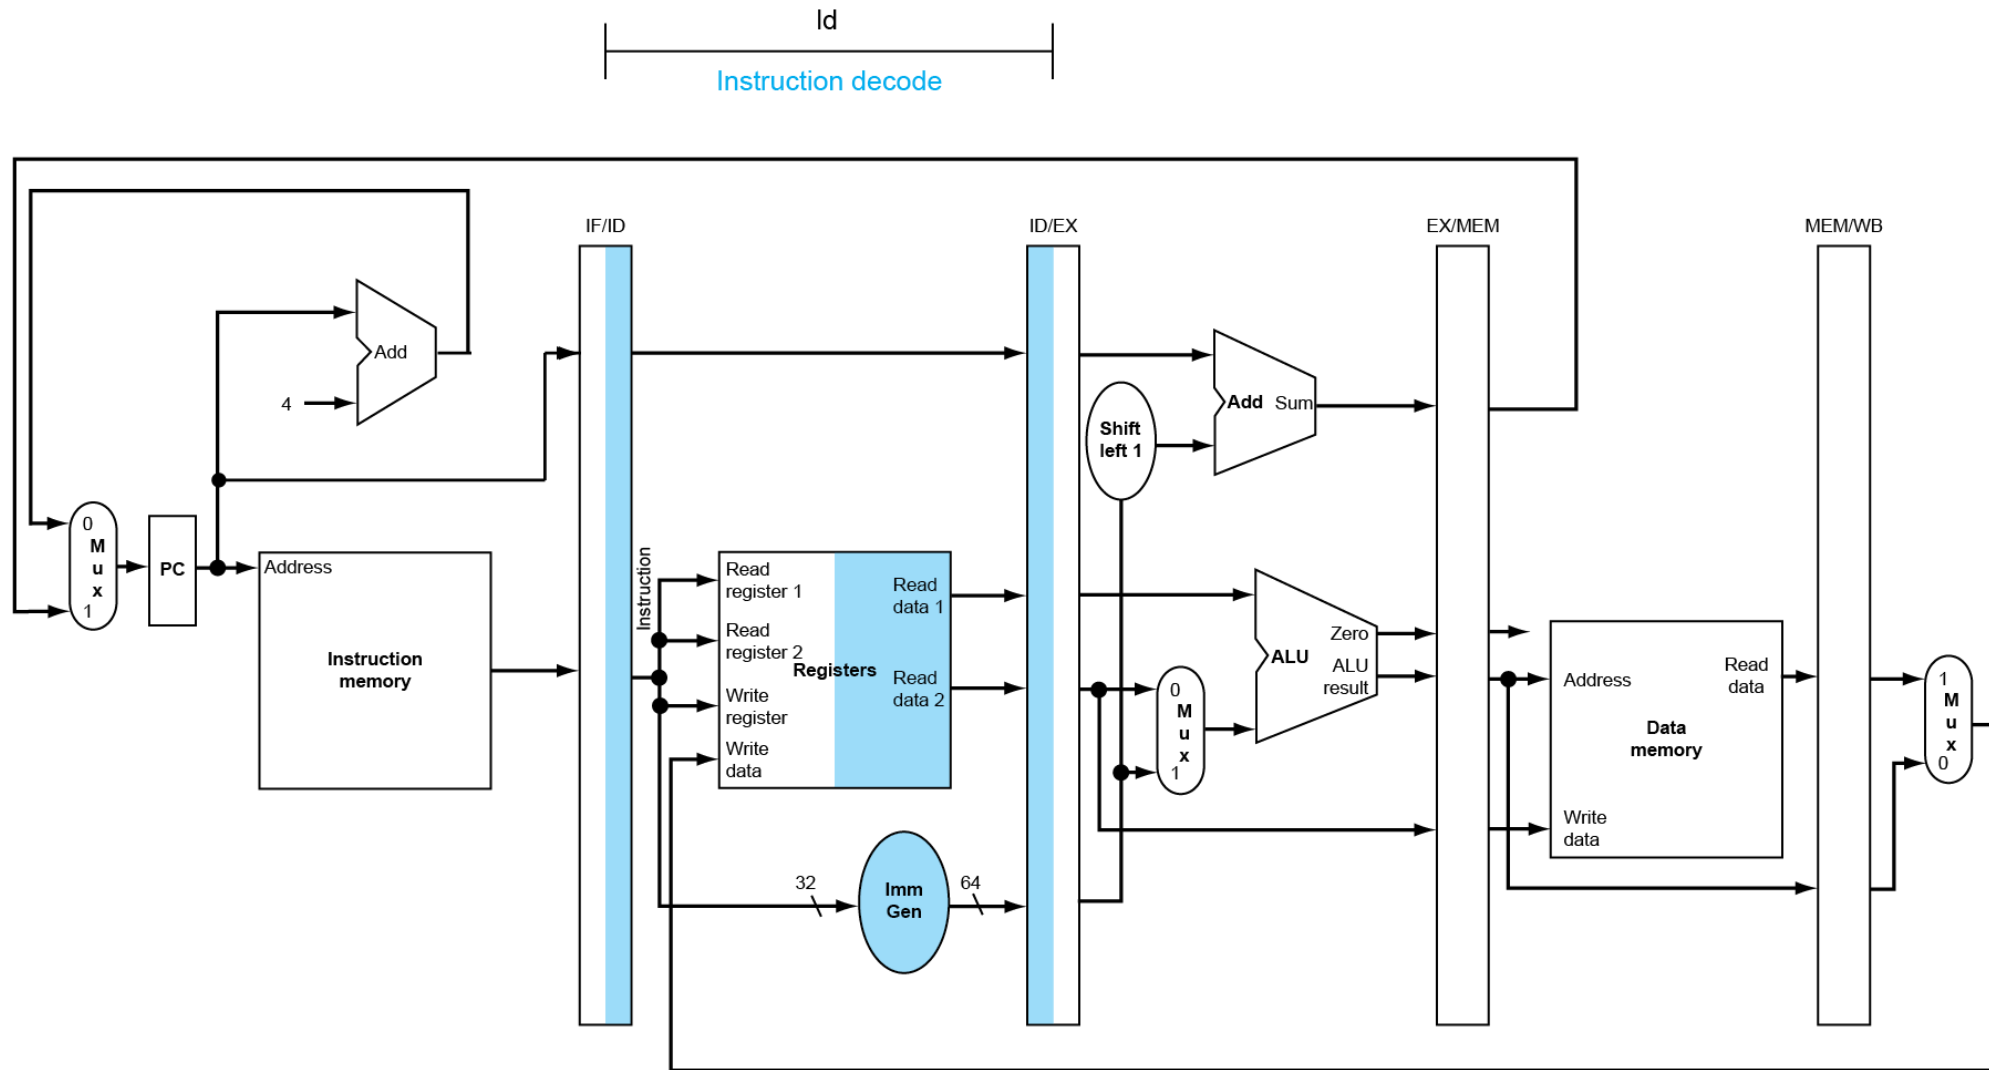 ld
Instruction decode
IF/ID
ID/EX
EX/MEM
MEM/WB
Add
4
Add Sum
Shift
left 1
0
M
u
x
1
PC
Address
Instruction
memory
Instruction
Read
register 1
Read
register 2
Registers
Write
register
Write
data
Read
data 1
Read
data 2
32
Imm
Gen
64
0
M
u
x
1
ALU
Zero
ALU
result
Address
Read
data
Data
memory
Write
data
1
M
u
x
0